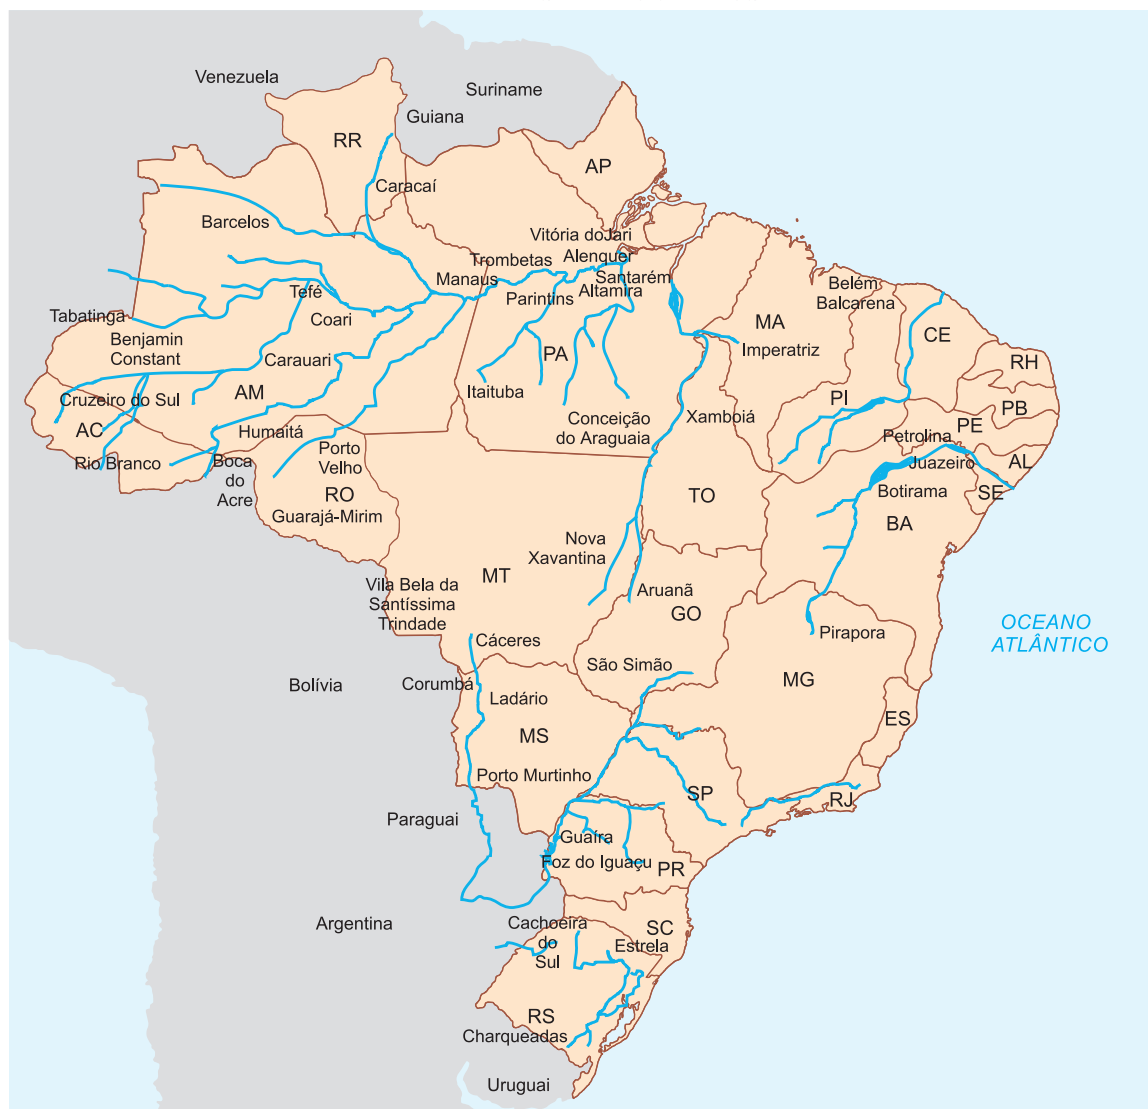 Venezuela
Suriname
Guiana
RR
AP
Caracaí
Barcelos
Vitória doJari
Trombetas
Alenquer
Manaus
Santarém
Belém
Balcarena
Tefé
Parintins
Altamira
Tabatinga
Coari
MA
CE
Benjamin
Constant
Imperatriz
Carauari
PA
RH
Cruzeiro do Sul
AM
Itaituba
PI
PB
AC
Humaitá
Conceição
do Araguaia
Xamboiá
PE
Rio Branco
Porto
Velho
Petrolina
Juazeiro
AL
Boca
do
Acre
RO
Guarajá-Mirim
TO
Botirama
SE
BA
Nova
Xavantina
MT
Vila Bela da
Santíssima
Trindade
Aruanã
GO
OCEANO
ATLÂNTICO
Pirapora
Cáceres
São Simão
MG
Bolívia
Corumbá
Ladário
ES
MS
Porto Murtinho
SP
RJ
Paraguai
Guaíra
Foz do Iguaçu
PR
Argentina
Cachoeira
do
Sul
SC
Estrela
RS
Charqueadas
Uruguai